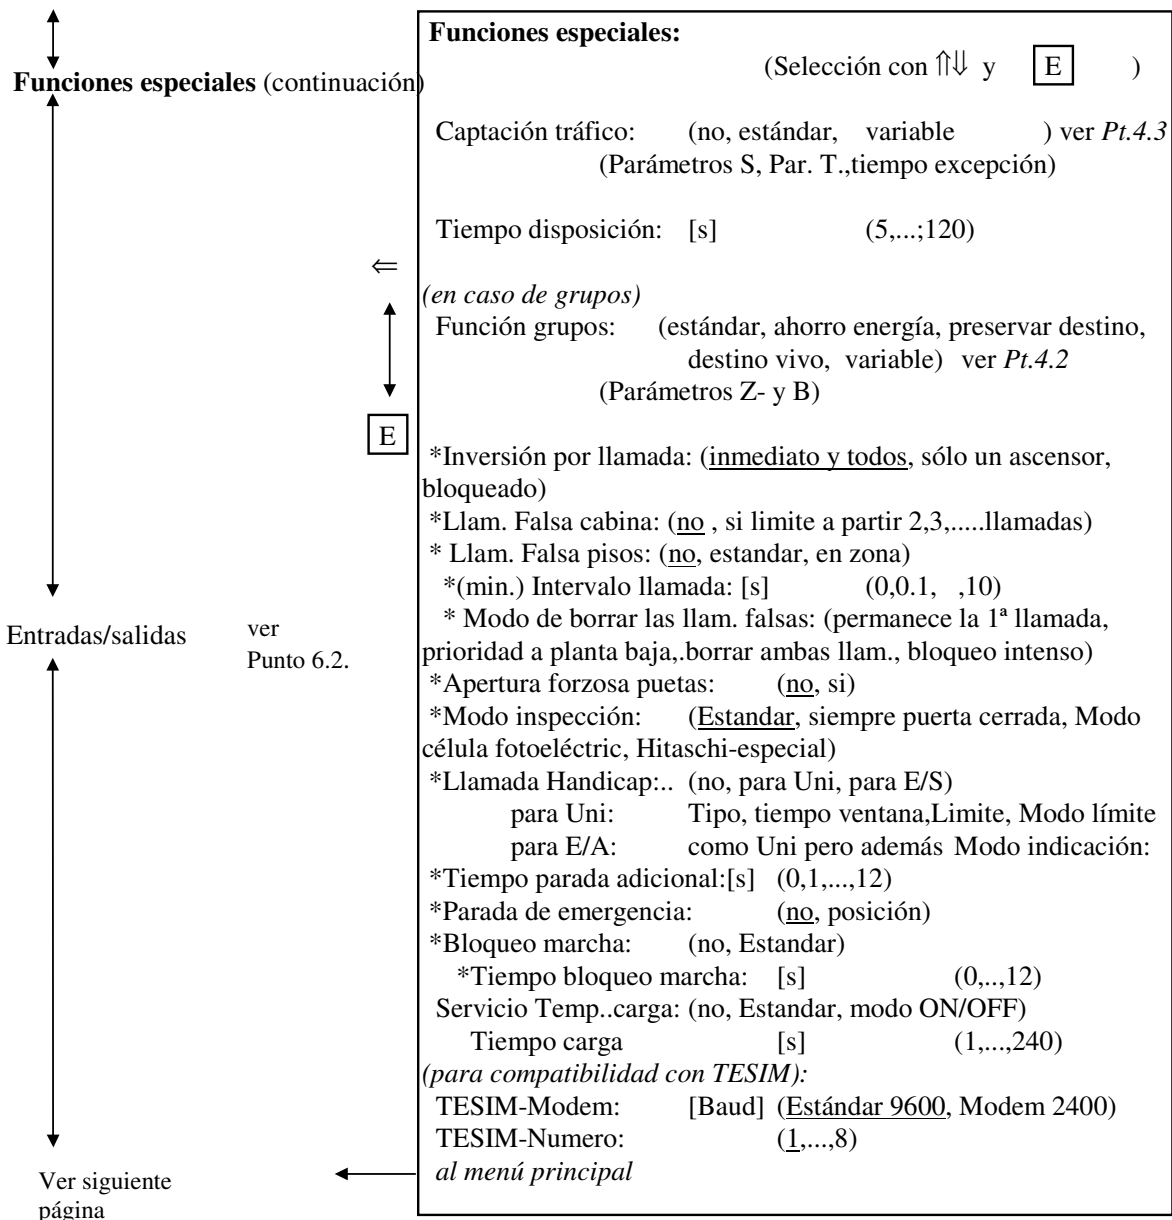 Funciones especiales (continuación)
Entradas/salidas
ver
Punto 6.2.
Ver siguiente
página
⇐
E
Funciones especiales:
(Selección con ⇑⇓ y E )
Captación tráfico: (no, estándar, variable ) ver Pt.4.3
(Parámetros S, Par. T.,tiempo excepción)
Tiempo disposición: [s] (5,...;120)
(en caso de grupos)
Función grupos: (estándar, ahorro energía, preservar destino,
destino vivo, variable) ver Pt.4.2
(Parámetros Z- y B)
*Inversión por llamada: (inmediato y todos, sólo un ascensor,
bloqueado)
*Llam. Falsa cabina: (no , si limite a partir 2,3,.....llamadas)
* Llam. Falsa pisos: (no, estandar, en zona)
*(min.) Intervalo llamada: [s] (0,0.1, ,10)
* Modo de borrar las llam. falsas: (permanece la 1ª llamada,
prioridad a planta baja,.borrar ambas llam., bloqueo intenso)
*Apertura forzosa puetas: (no, si)
*Modo inspección: (Estandar, siempre puerta cerrada, Modo
célula fotoeléctric, Hitaschi-especial)
*Llamada Handicap:.. (no, para Uni, para E/S)
para Uni: Tipo, tiempo ventana,Limite, Modo límite
para E/A: como Uni pero además Modo indicación:
*Tiempo parada adicional:[s] (0,1,...,12)
*Parada de emergencia: (no, posición)
*Bloqueo marcha: (no, Estandar)
*Tiempo bloqueo marcha: [s] (0,..,12)
Servicio Temp..carga: (no, Estandar, modo ON/OFF)
Tiempo carga [s] (1,...,240)
(para compatibilidad con TESIM):
TESIM-Modem: [Baud] (Estándar 9600, Modem 2400)
TESIM-Numero: (1,...,8)
al menú principal